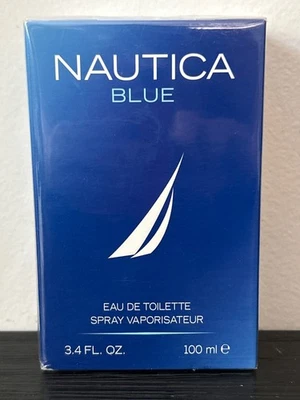 NAUTICA
BLUE
EAU DE TOILETTE
SPRAY VAPORISATEUR
3.4 FL. OZ. 100 ml ℮